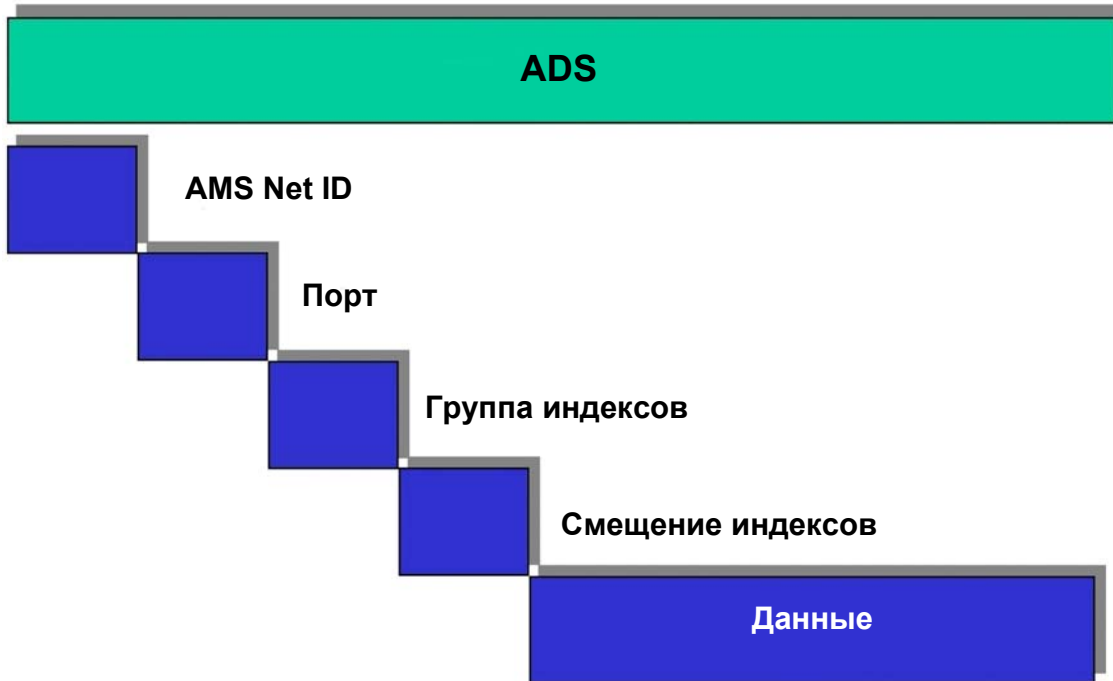 ADS
AMS Net ID
Порт
Группа индексов
Смещение индексов
Данные